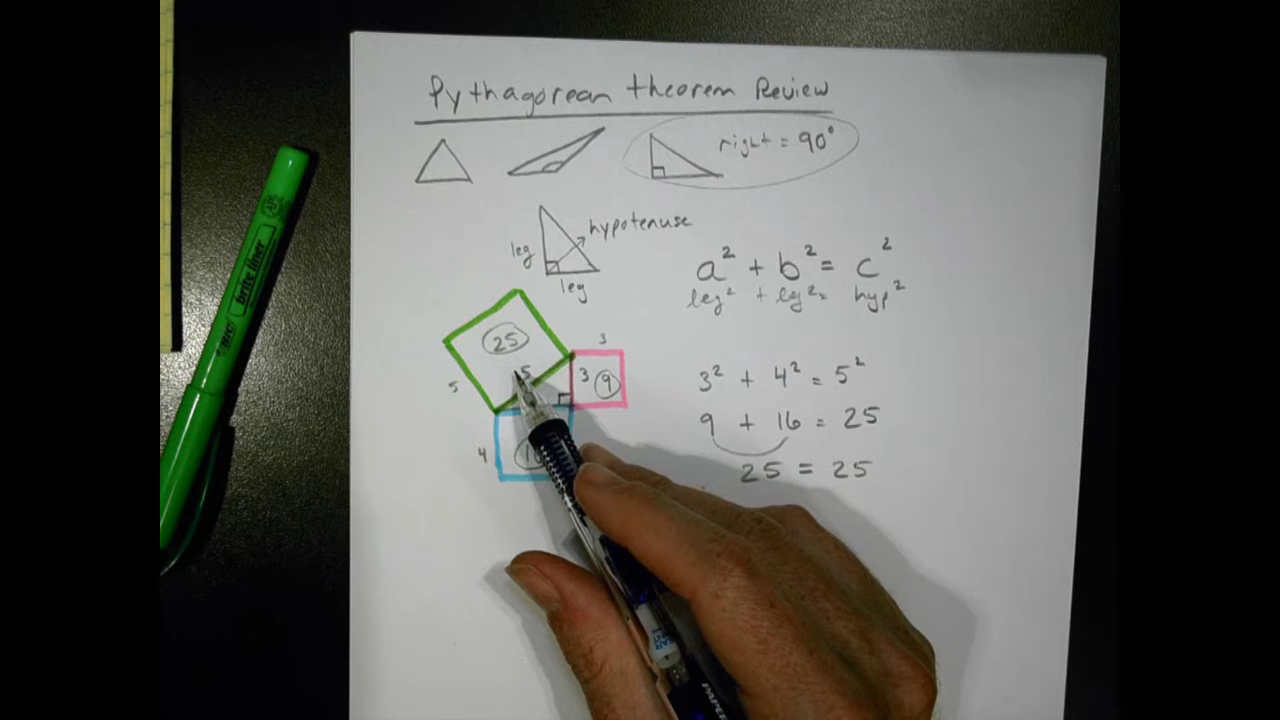 Pythagorean theorem Review
right = 90°
hypotenuse
leg
leg
a² + b² = c²
leg² + leg² = hyp²
25
5
5
3
3
9
4
3² + 4² = 5²
9 + 16 = 25
25 = 25
BIC
brite liner